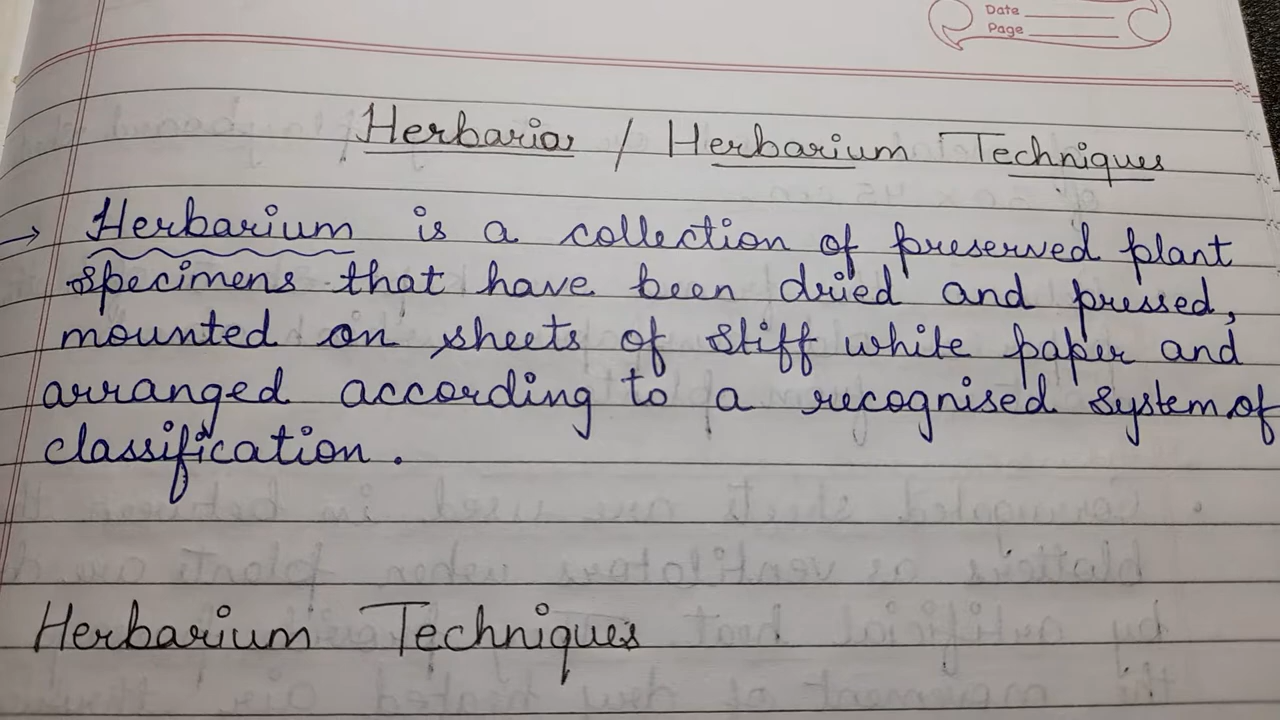 Date
Page
Herbaria / Herbarium Techniques
→ Herbarium is a collection of preserved plant
specimens that have been dried and pressed,
mounted on sheets of stiff white paper and
arranged according to a recognised system of
classification.
Herbarium Techniques